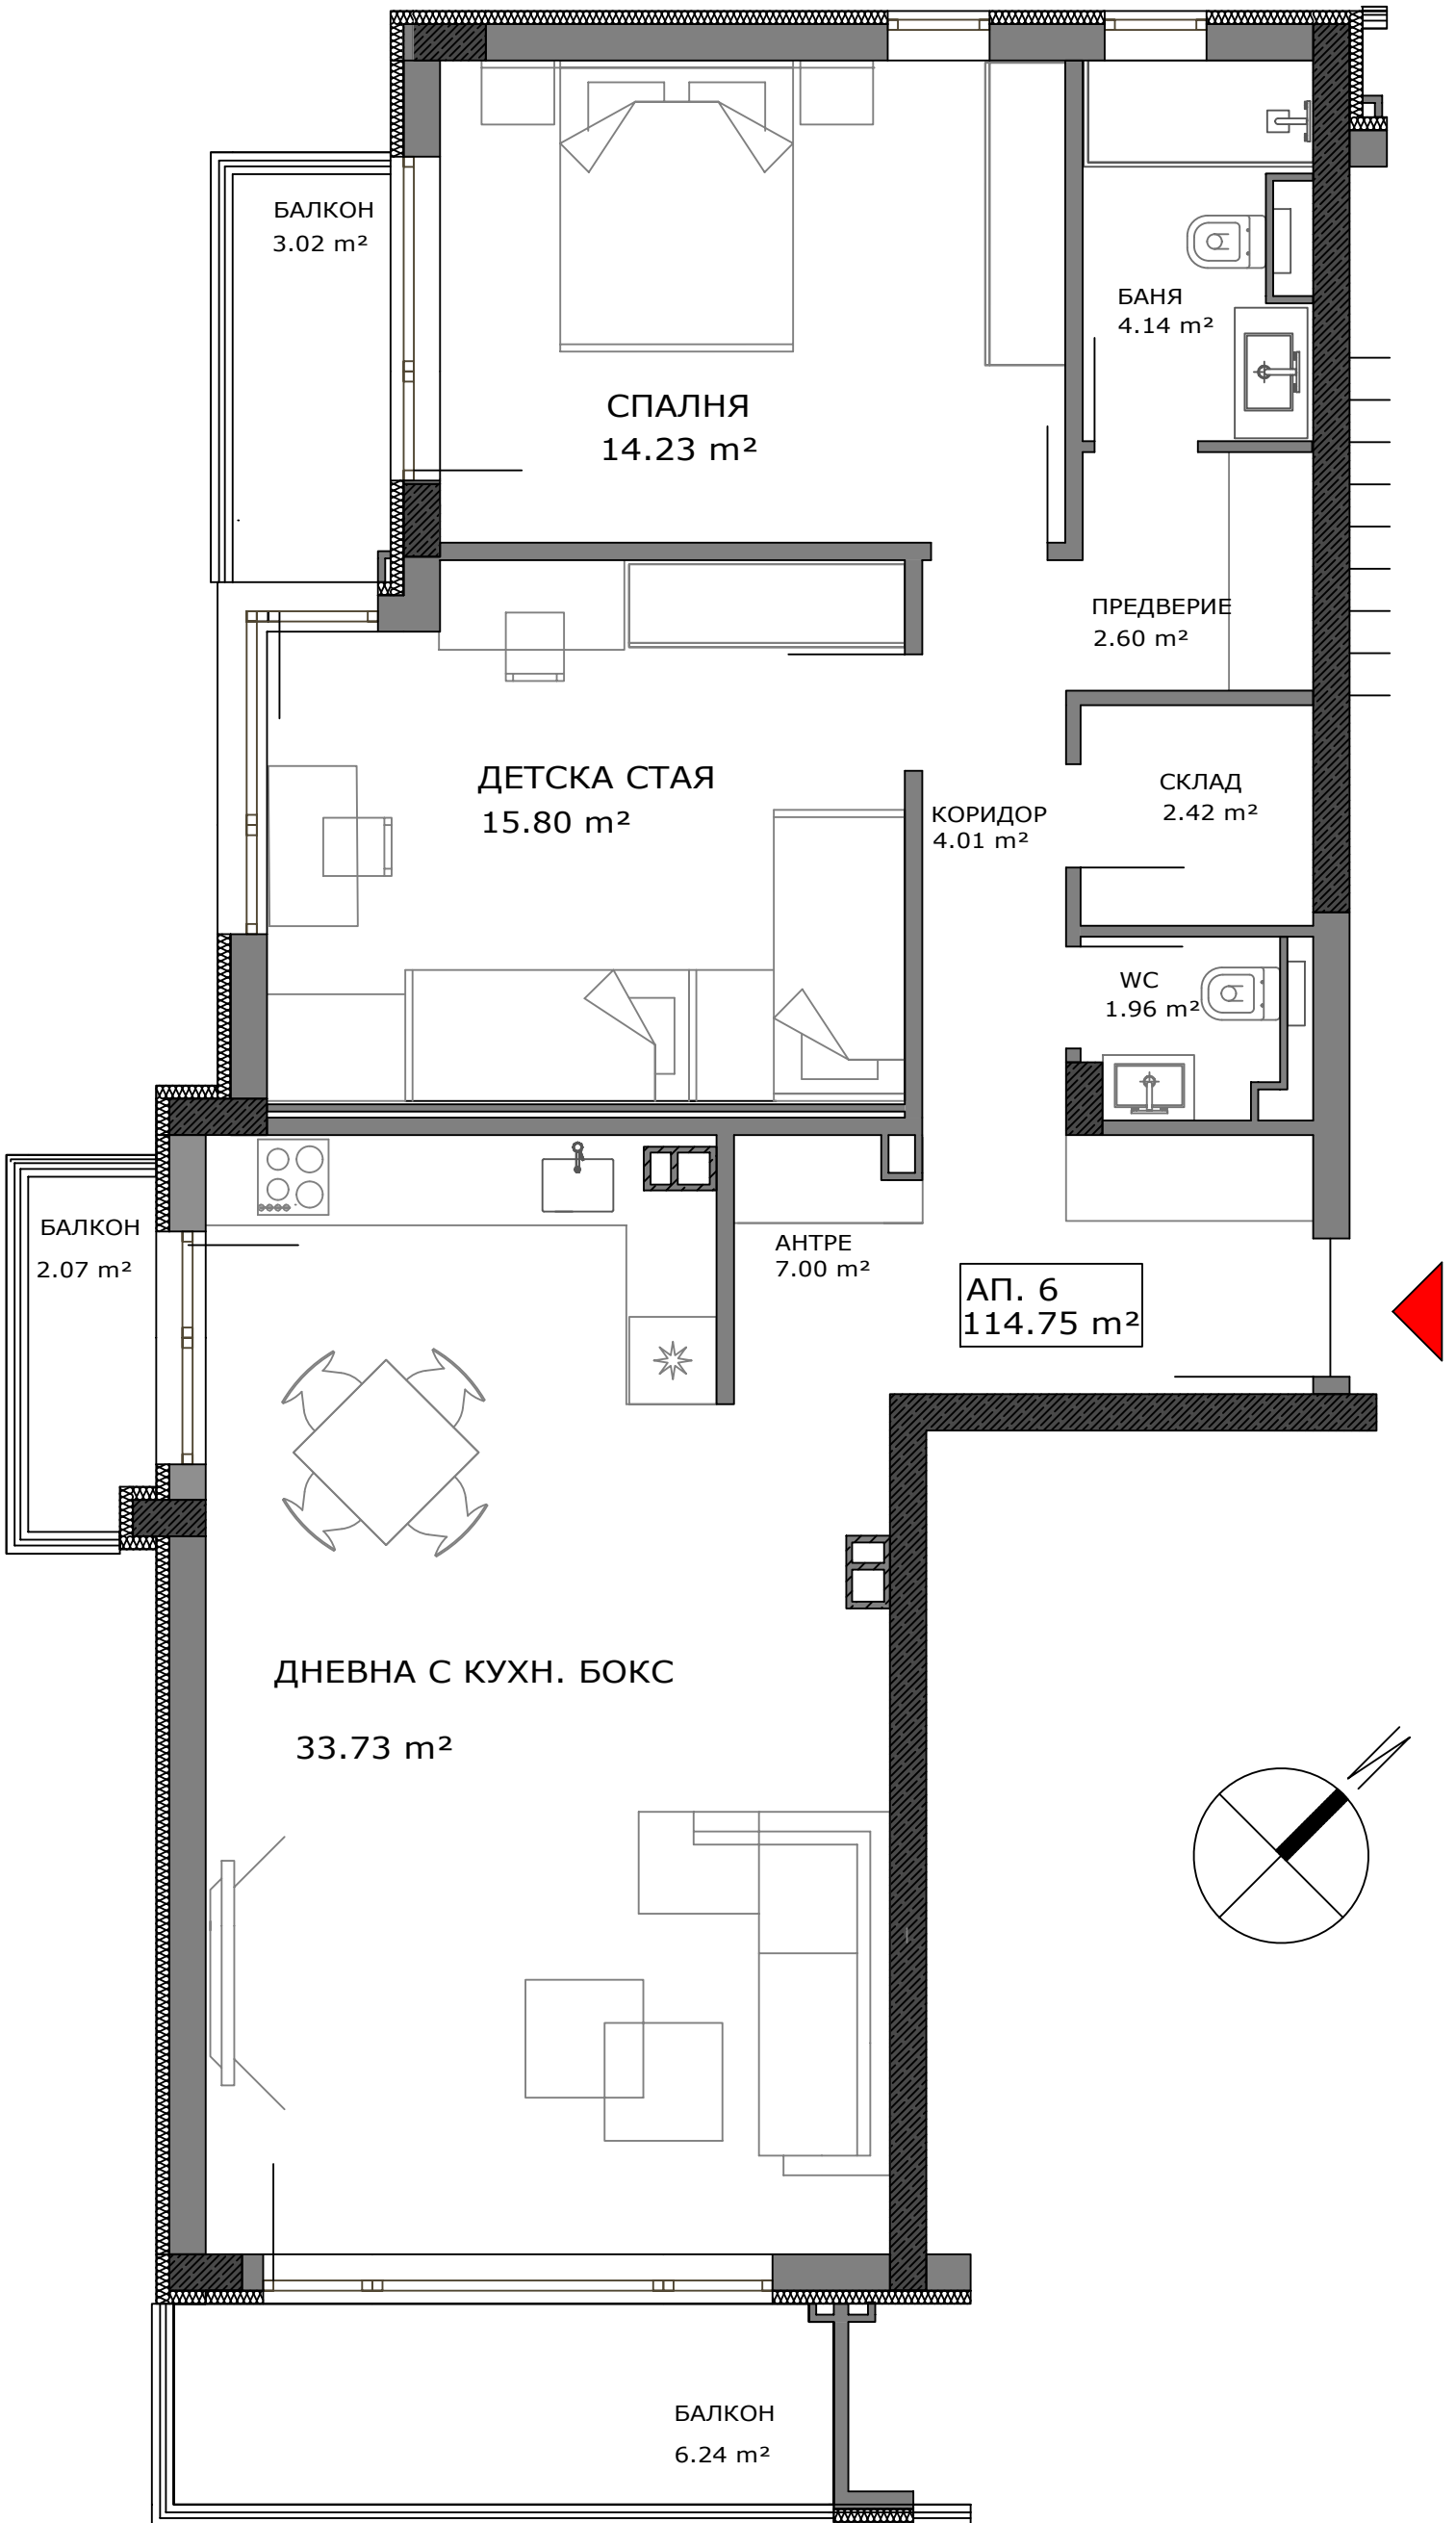 БАЛКОН
3.02 m²
БАНЯ
4.14 m²
СПАЛНЯ
14.23 m²
ПРЕДВЕРИЕ
2.60 m²
ДЕТСКА СТАЯ
15.80 m²
КОРИДОР
4.01 m²
СКЛАД
2.42 m²
WC
1.96 m²
БАЛКОН
2.07 m²
АНТРЕ
7.00 m²
АП. 6
114.75 m²
ДНЕВНА С КУХН. БОКС
33.73 m²
N
БАЛКОН
6.24 m²